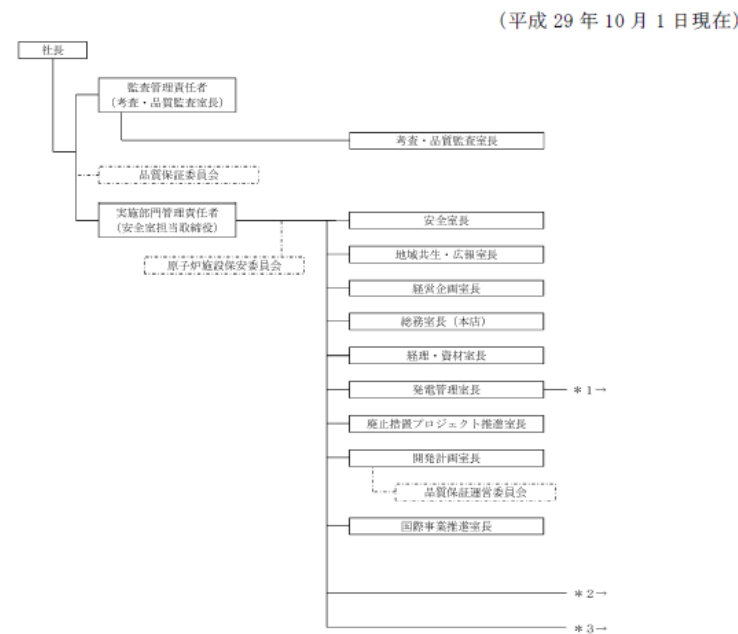 （平成 29 年 10 月 1 日現在）
社長
監査管理責任者
（考査・品質監査室長）
考査・品質監査室長
品質保証委員会
実施部門管理責任者
（安全室担当取締役）
安全室長
原子炉施設保安委員会
地域共生・広報室長
経営企画室長
総務室長（本店）
経理・資材室長
発電管理室長
＊1→
廃止措置プロジェクト推進室長
開発計画室長
品質保証運営委員会
国際事業推進室長
＊2→
＊3→